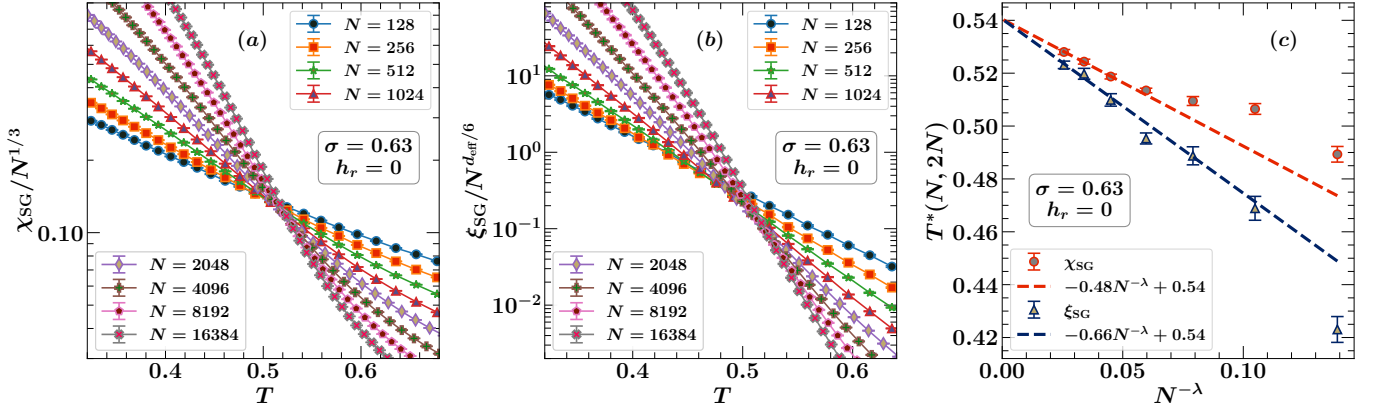 χ_SG/N^{1/3}
0.10
(a)
N = 128
N = 256
N = 512
N = 1024
σ = 0.63
h_r = 0
N = 2048
N = 4096
N = 8192
N = 16384
0.4 0.5 0.6
T
ξ_SG/N^{d_eff/6}
10^1
10^0
10^{-1}
10^{-2}
(b)
N = 128
N = 256
N = 512
N = 1024
σ = 0.63
h_r = 0
N = 2048
N = 4096
N = 8192
N = 16384
0.4 0.5 0.6
T
T*(N, 2N)
0.54
0.52
0.50
0.48
0.46
0.44
0.42
(c)
σ = 0.63
h_r = 0
χ_SG
−0.48N^{−λ} + 0.54
ξ_SG
−0.66N^{−λ} + 0.54
0.00 0.05 0.10
N^{−λ}